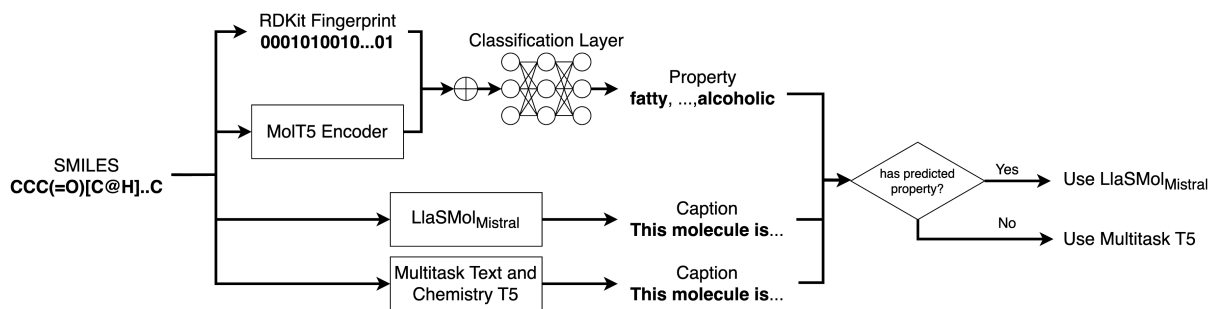 RDKit Fingerprint
0001010010...01
Classification Layer
MolT5 Encoder
Property
fatty, ...,alcoholic
SMILES
CCC(=O)[C@H]..C
LlaSMolMistral
Caption
This molecule is...
Multitask Text and
Chemistry T5
Caption
This molecule is...
has predicted
property?
Yes
Use LlaSMolMistral
No
Use Multitask T5